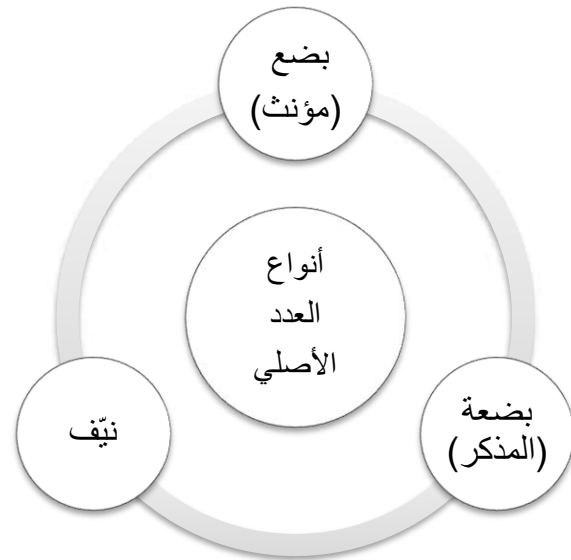 بضع
(مؤنث)
أنواع
العدد
الأصلي
بضعة
(المذكر)
نيّف